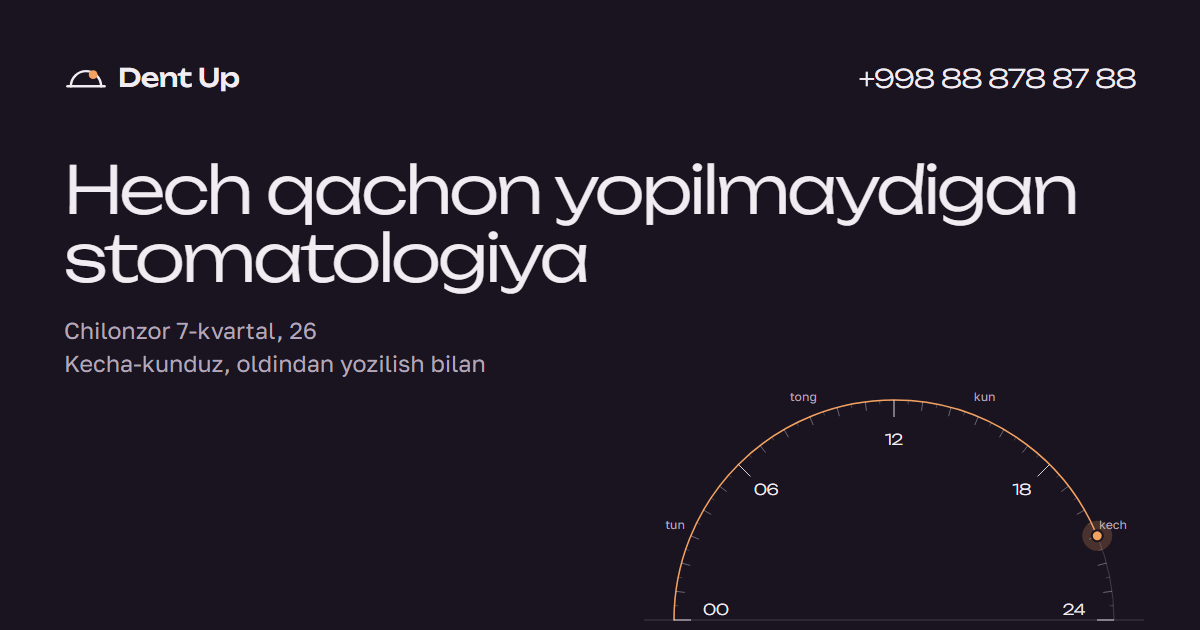 Dent Up
+998 88 878 87 88
Hech qachon yopilmaydigan
stomatologiya
Chilonzor 7-kvartal, 26
Kecha-kunduz, oldindan yozilish bilan
tong
kun
12
06
18
tun
kech
00
24